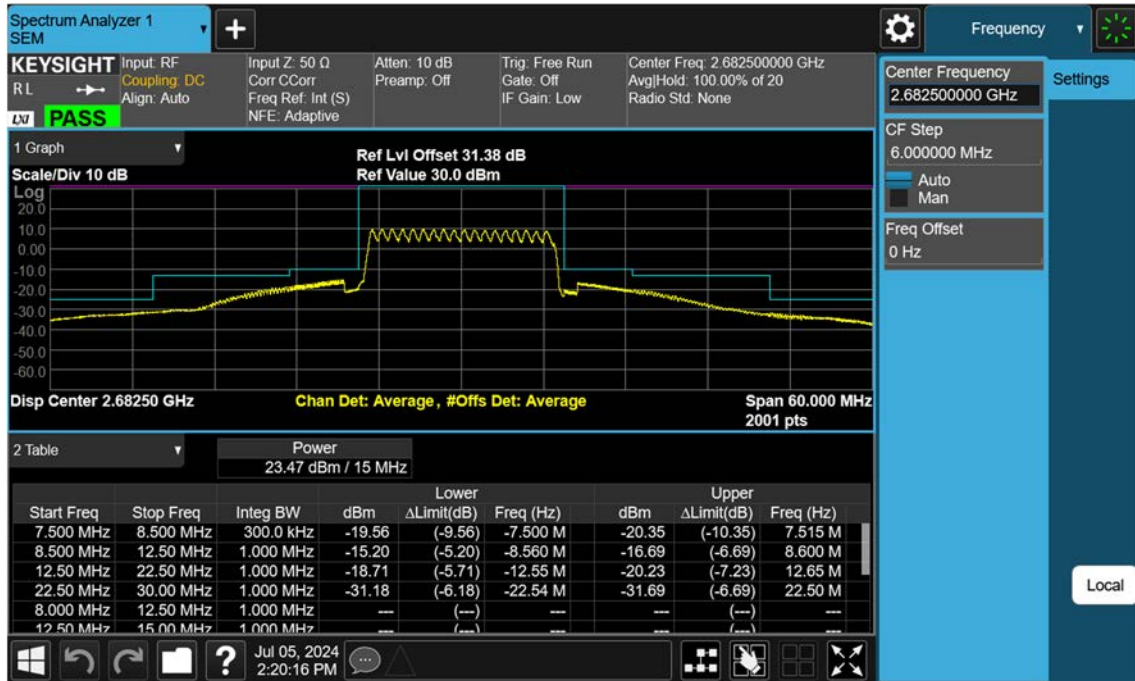 Spectrum Analyzer 1
SEM
+
Frequency
KEYSIGHT
R L
LXI
PASS
Input: RF
Coupling: DC
Align: Auto
Input Z: 50 Ω
Corr CCorr
Freq Ref: Int (S)
NFE: Adaptive
Atten: 10 dB
Preamp: Off
Trig: Free Run
Gate: Off
IF Gain: Low
Center Freq: 2.682500000 GHz
Avg|Hold: 100.00% of 20
Radio Std: None
Center Frequency
2.682500000 GHz
Settings
CF Step
6.000000 MHz
Auto
Man
Freq Offset
0 Hz
Local
1 Graph
Ref Lvl Offset 31.38 dB
Scale/Div 10 dB
Ref Value 30.0 dBm
Log
20.0
10.0
0.00
-10.0
-20.0
-30.0
-40.0
-50.0
-60.0
Disp Center 2.68250 GHz
Chan Det: Average, #Offs Det: Average
Span 60.000 MHz
2001 pts
2 Table
Power
23.47 dBm / 15 MHz
Lower Upper
Start Freq Stop Freq Integ BW dBm ΔLimit(dB) Freq (Hz) dBm ΔLimit(dB) Freq (Hz)
7.500 MHz 8.500 MHz 300.0 kHz -19.56 (-9.56) -7.500 M -20.35 (-10.35) 7.515 M
8.500 MHz 12.50 MHz 1.000 MHz -15.20 (-5.20) -8.560 M -16.69 (-6.69) 8.600 M
12.50 MHz 22.50 MHz 1.000 MHz -18.71 (-5.71) -12.55 M -20.23 (-7.23) 12.65 M
22.50 MHz 30.00 MHz 1.000 MHz -31.18 (-6.18) -22.54 M -31.69 (-6.69) 22.50 M
8.000 MHz 12.50 MHz 1.000 MHz --- (---) --- --- (---) ---
12.50 MHz 15.00 MHz 1.000 MHz --- (---) --- --- (---) ---
?
Jul 05, 2024
2:20:16 PM